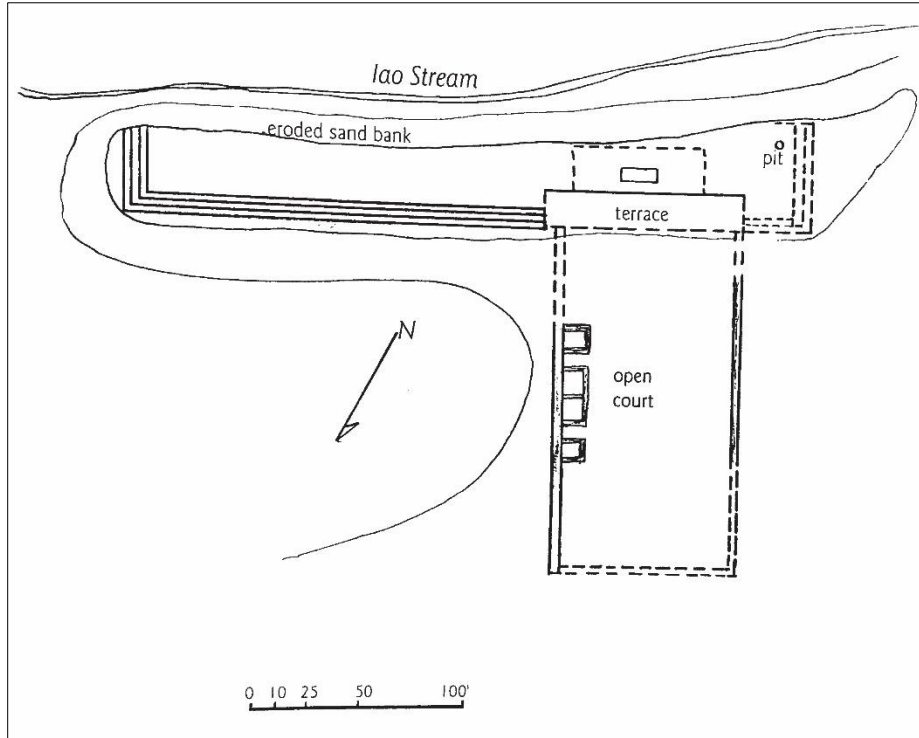 Iao Stream
eroded sand bank
pit
terrace
N
open
court
0 10 25 50 100'